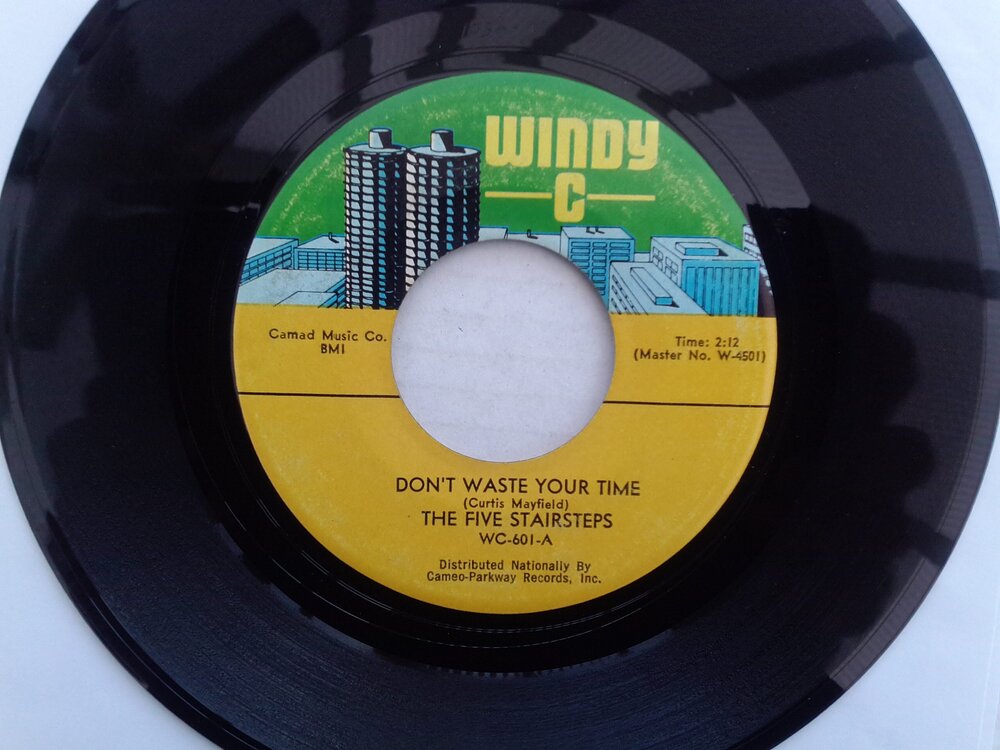 WINDY
C
Camad Music Co.
BMI
Time: 2:12
(Master No. W-4501)
DON'T WASTE YOUR TIME
(Curtis Mayfield)
THE FIVE STAIRSTEPS
WC-601-A
Distributed Nationally By
Cameo-Parkway Records, Inc.